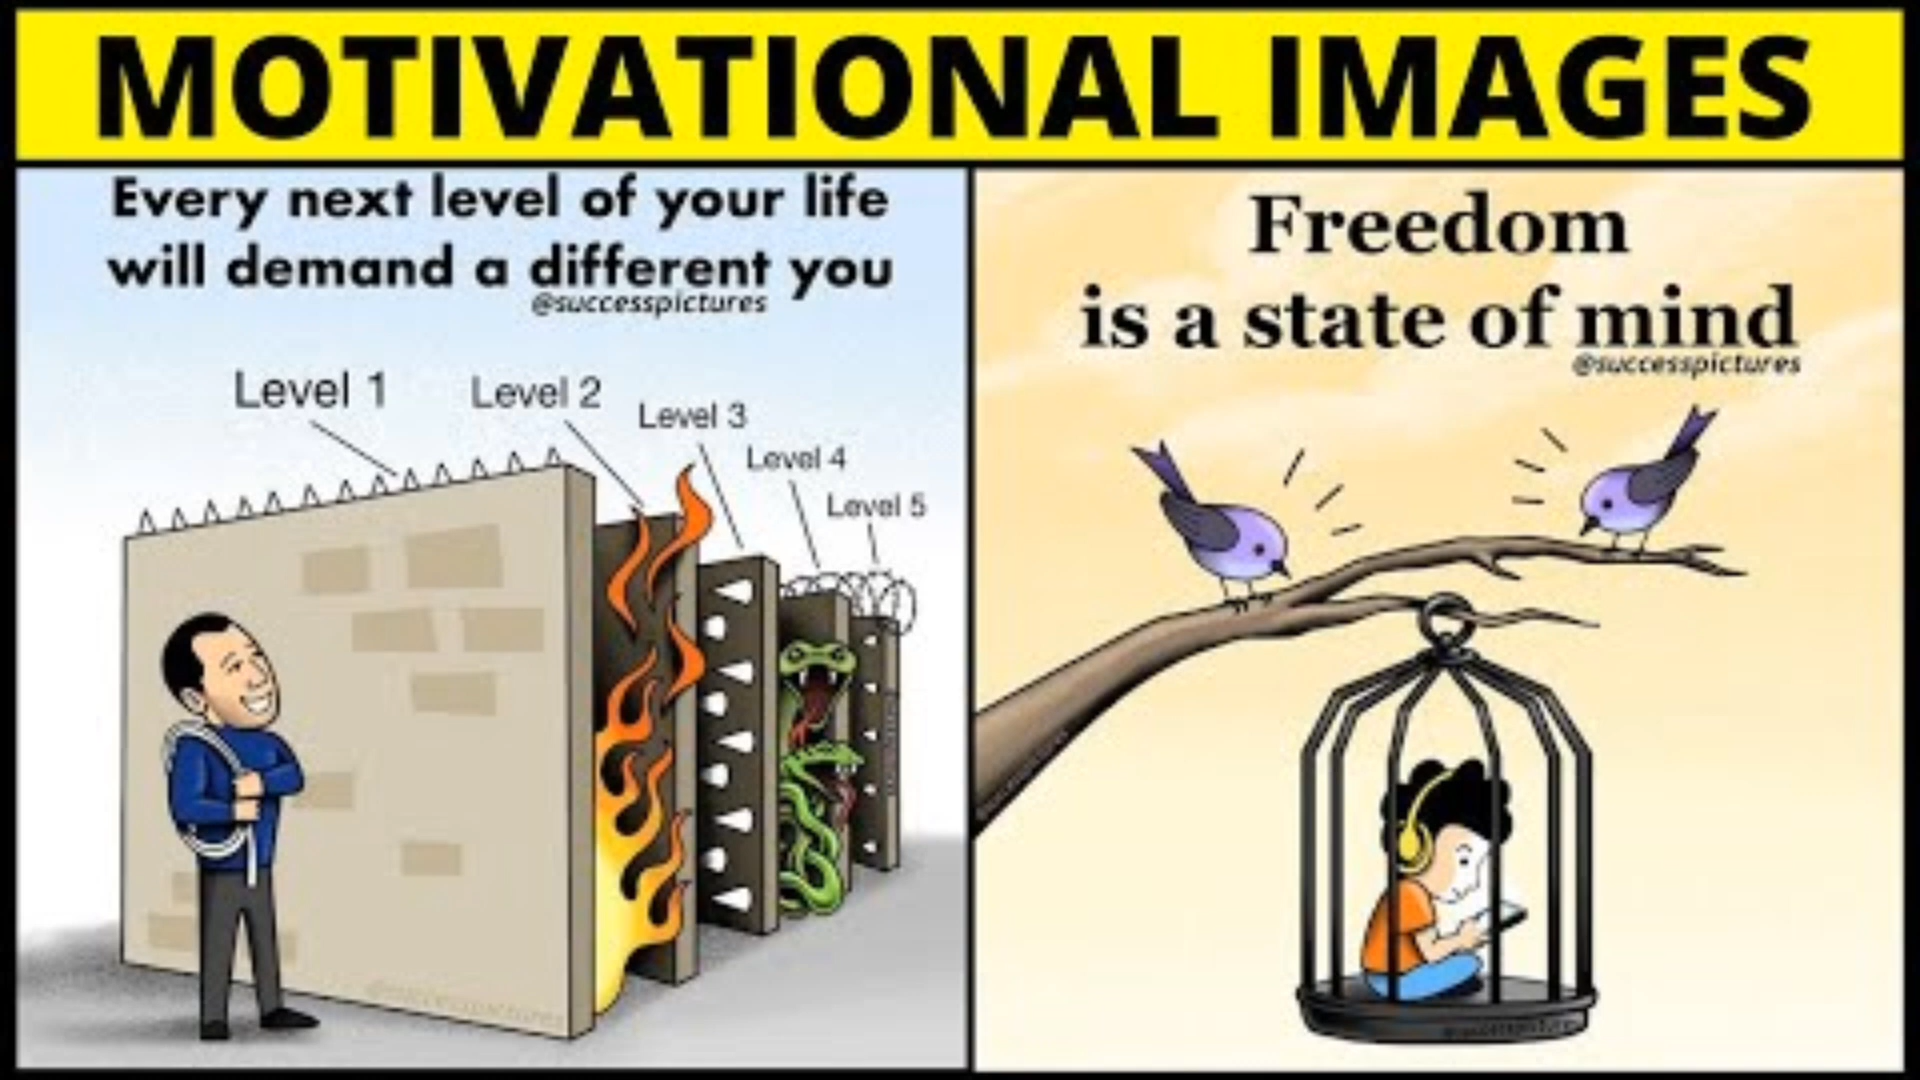 MOTIVATIONAL IMAGES
Every next level of your life
will demand a different you
@successpictures
Level 1
Level 2
Level 3
Level 4
Level 5
Freedom
is a state of mind
@successpictures
@successpictures